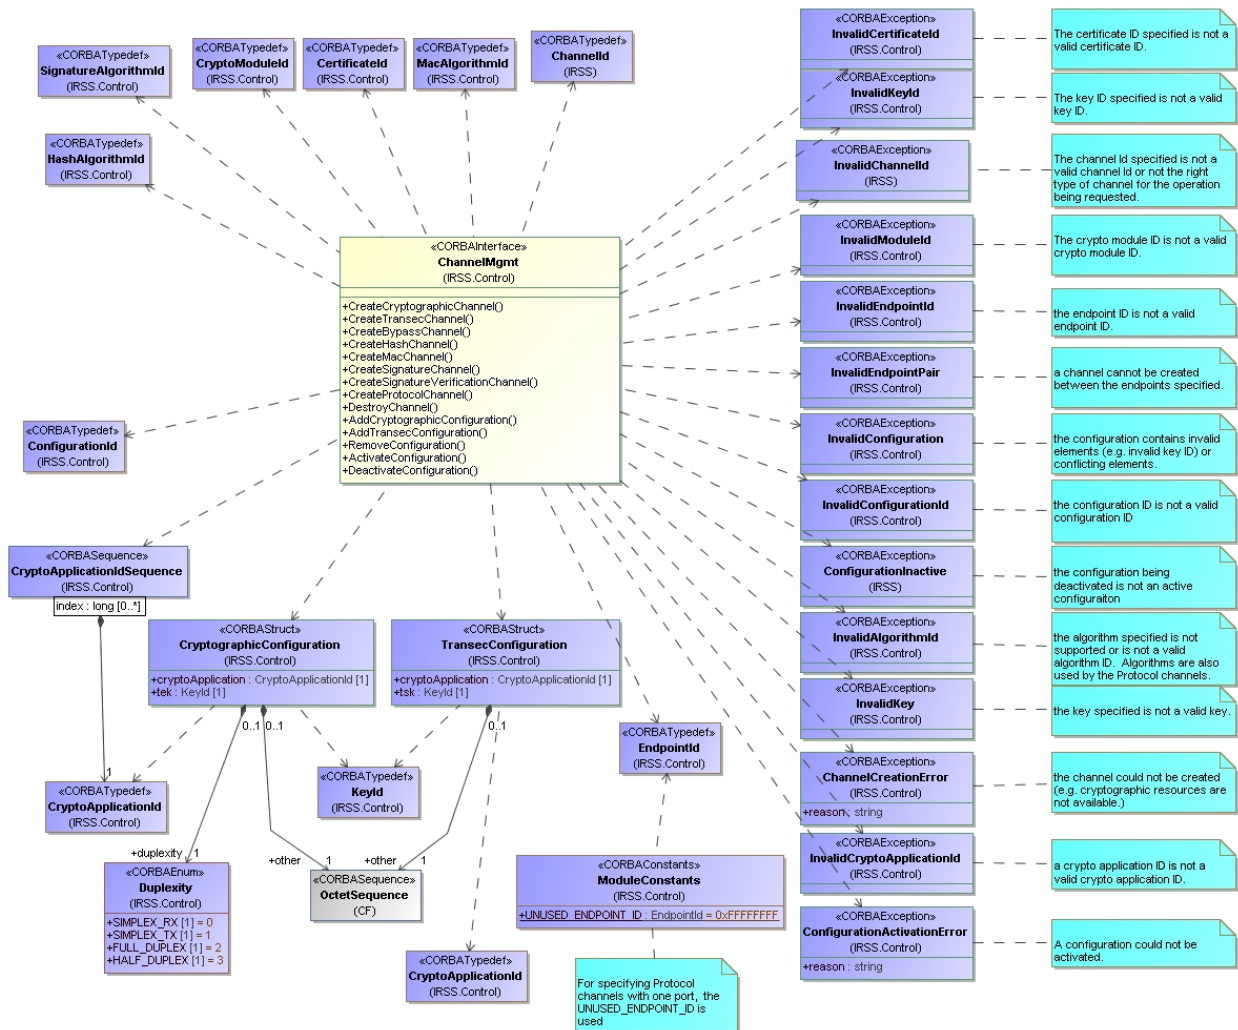 «CORBATypedef»
SignatureAlgorithmId
(IRSS.Control)
«CORBATypedef»
CryptoModuleId
(IRSS.Control)
«CORBATypedef»
CertificateId
(IRSS.Control)
«CORBATypedef»
MacAlgorithmId
(IRSS.Control)
«CORBATypedef»
ChannelId
(IRSS)
«CORBATypedef»
HashAlgorithmId
(IRSS.Control)
«CORBAInterface»
ChannelMgmt
(IRSS.Control)
+CreateCryptographicChannel()
+CreateTransecChannel()
+CreateBypassChannel()
+CreateHashChannel()
+CreateMacChannel()
+CreateSignatureChannel()
+CreateSignatureVerificationChannel()
+CreateProtocolChannel()
+DestroyChannel()
+AddCryptographicConfiguration()
+AddTransecConfiguration()
+RemoveConfiguration()
+ActivateConfiguration()
+DeactivateConfiguration()
«CORBATypedef»
ConfigurationId
(IRSS.Control)
«CORBASequence»
CryptoApplicationIdSequence
(IRSS.Control)
index : long [0..*]
«CORBAStruct»
CryptographicConfiguration
(IRSS.Control)
+cryptoApplication : CryptoApplicationId [1]
+tek : KeyId [1]
«CORBAStruct»
TransecConfiguration
(IRSS.Control)
+cryptoApplication : CryptoApplicationId [1]
+tsk : KeyId [1]
0..1
0..1
0..1
1
«CORBATypedef»
CryptoApplicationId
(IRSS.Control)
«CORBATypedef»
KeyId
(IRSS.Control)
«CORBATypedef»
EndpointId
(IRSS.Control)
+duplexity
1
+other
1
+other
1
«CORBAEnum»
Duplexity
(IRSS.Control)
+SIMPLEX_RX [1] = 0
+SIMPLEX_TX [1] = 1
+FULL_DUPLEX [1] = 2
+HALF_DUPLEX [1] = 3
«CORBASequence»
OctetSequence
(CF)
«CORBATypedef»
CryptoApplicationId
(IRSS.Control)
«CORBAConstants»
ModuleConstants
(IRSS.Control)
+UNUSED_ENDPOINT_ID : EndpointId = 0xFFFFFFFF
For specifying Protocol
channels with one port, the
UNUSED_ENDPOINT_ID is
used
«CORBAException»
InvalidCertificateId
(IRSS.Control)
The certificate ID specified is not a
valid certificate ID.
«CORBAException»
InvalidKeyId
(IRSS.Control)
The key ID specified is not a valid
key ID.
«CORBAException»
InvalidChannelId
(IRSS)
The channel Id specified is not a
valid channel Id or not the right
type of channel for the operation
being requested.
«CORBAException»
InvalidModuleId
(IRSS.Control)
The crypto module ID is not a valid
crypto module ID.
«CORBAException»
InvalidEndpointId
(IRSS.Control)
the endpoint ID is not a valid
endpoint ID.
«CORBAException»
InvalidEndpointPair
(IRSS.Control)
a channel cannot be created
between the endpoints specified.
«CORBAException»
InvalidConfiguration
(IRSS.Control)
the configuration contains invalid
elements (e.g. invalid key ID) or
conflicting elements.
«CORBAException»
InvalidConfigurationId
(IRSS.Control)
the configuration ID is not a valid
configuration ID
«CORBAException»
ConfigurationInactive
(IRSS)
the configuration being
deactivated is not an active
configuraiton
«CORBAException»
InvalidAlgorithmId
(IRSS.Control)
the algorithm specified is not
supported or is not a valid
algorithm ID.  Algorithms are also
used by the Protocol channels.
«CORBAException»
InvalidKey
(IRSS.Control)
the key specified is not a valid key.
«CORBAException»
ChannelCreationError
(IRSS.Control)
+reason : string
the channel could not be created
(e.g. cryptographic resources are
not available.)
«CORBAException»
InvalidCryptoApplicationId
(IRSS.Control)
a crypto application ID is not a
valid crypto application ID.
«CORBAException»
ConfigurationActivationError
(IRSS.Control)
+reason : string
A configuration could not be
activated.